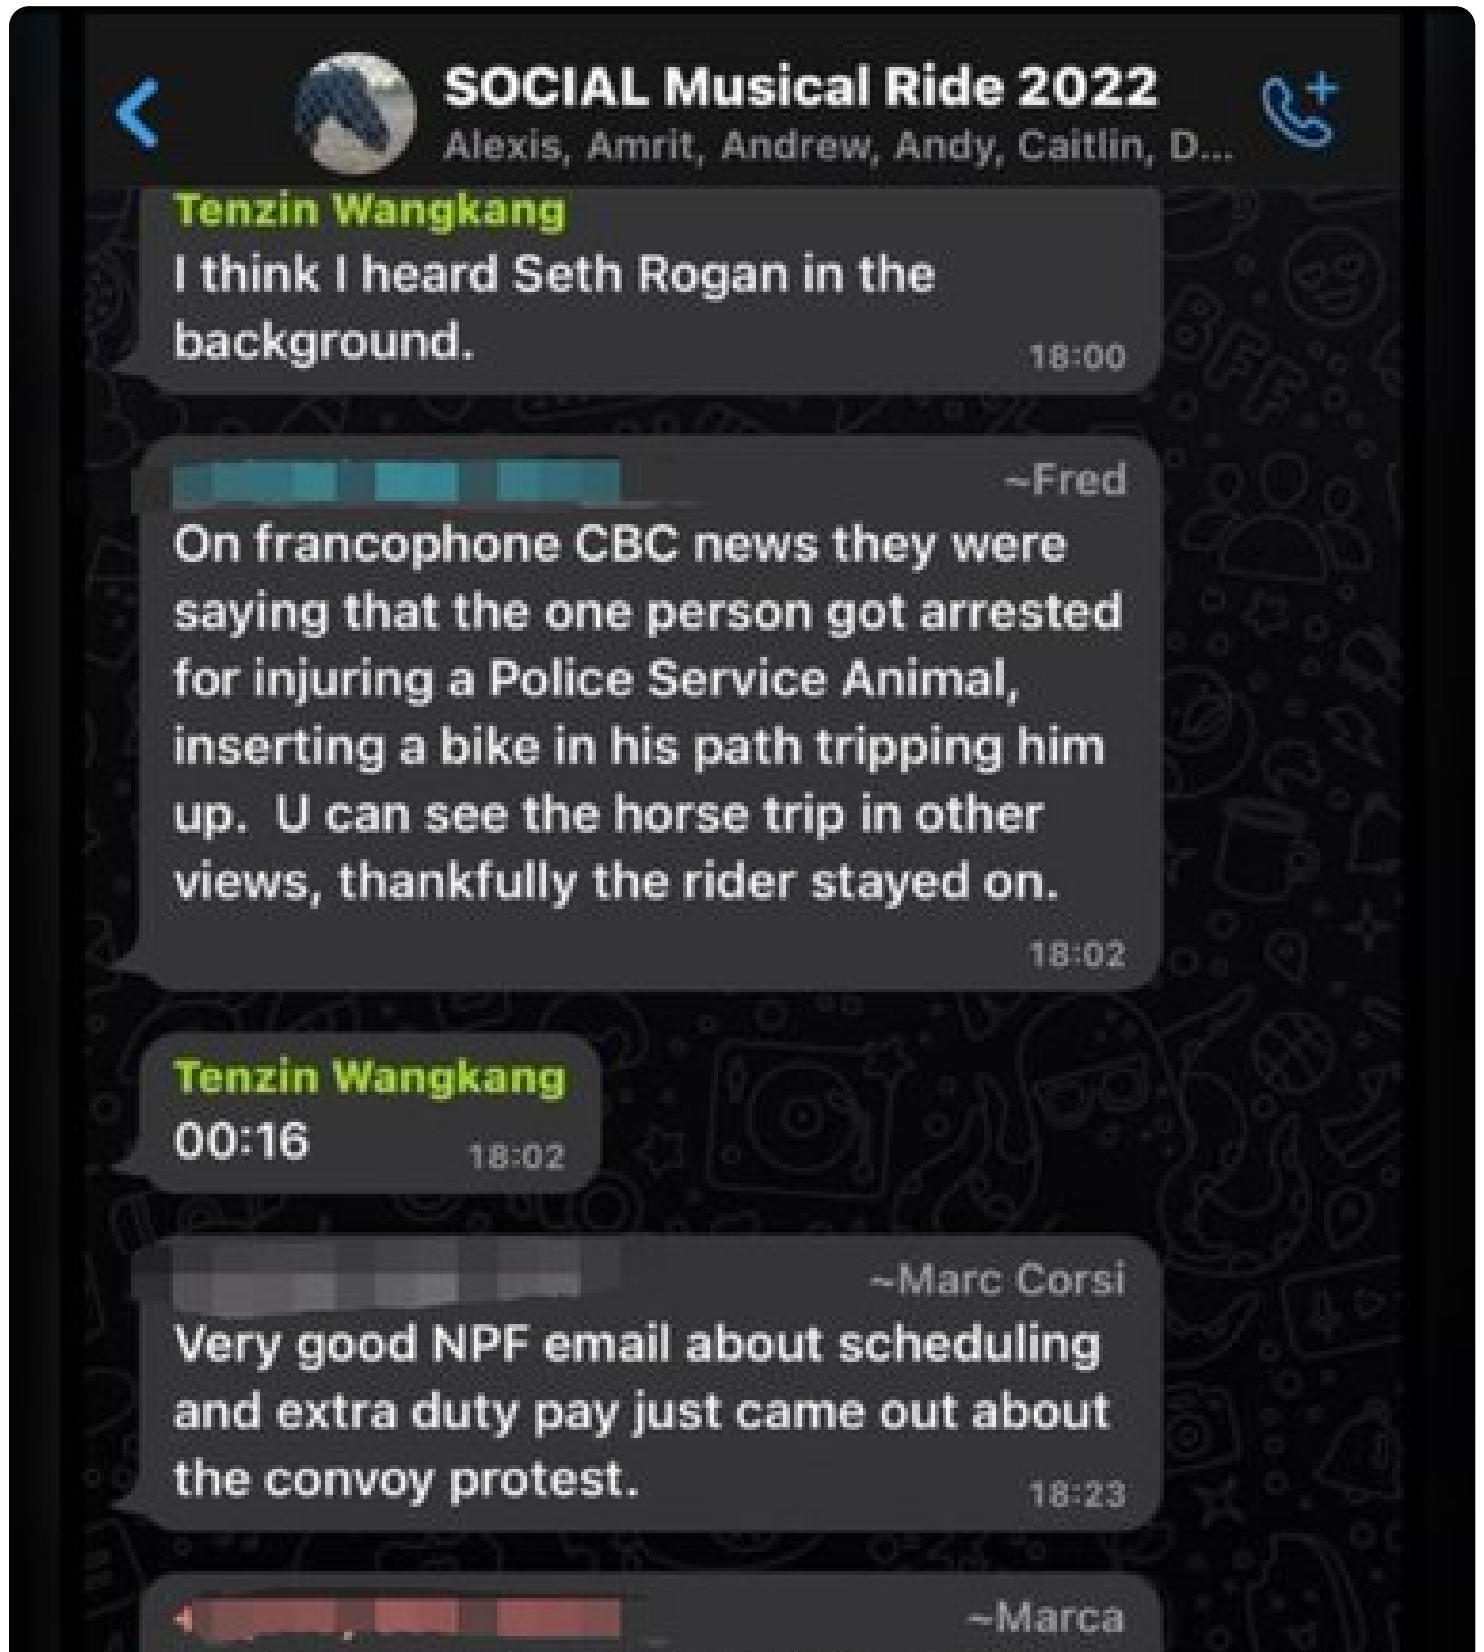 SOCIAL Musical Ride 2022
Alexis, Amrit, Andrew, Andy, Caitlin, D...
Tenzin Wangkang
I think I heard Seth Rogan in the
background.
18:00
~Fred
On francophone CBC news they were
saying that the one person got arrested
for injuring a Police Service Animal,
inserting a bike in his path tripping him
up.  U can see the horse trip in other
views, thankfully the rider stayed on.
18:02
Tenzin Wangkang
00:16 18:02
~Marc Corsi
Very good NPF email about scheduling
and extra duty pay just came out about
the convoy protest.
18:23
~Marca
BFF